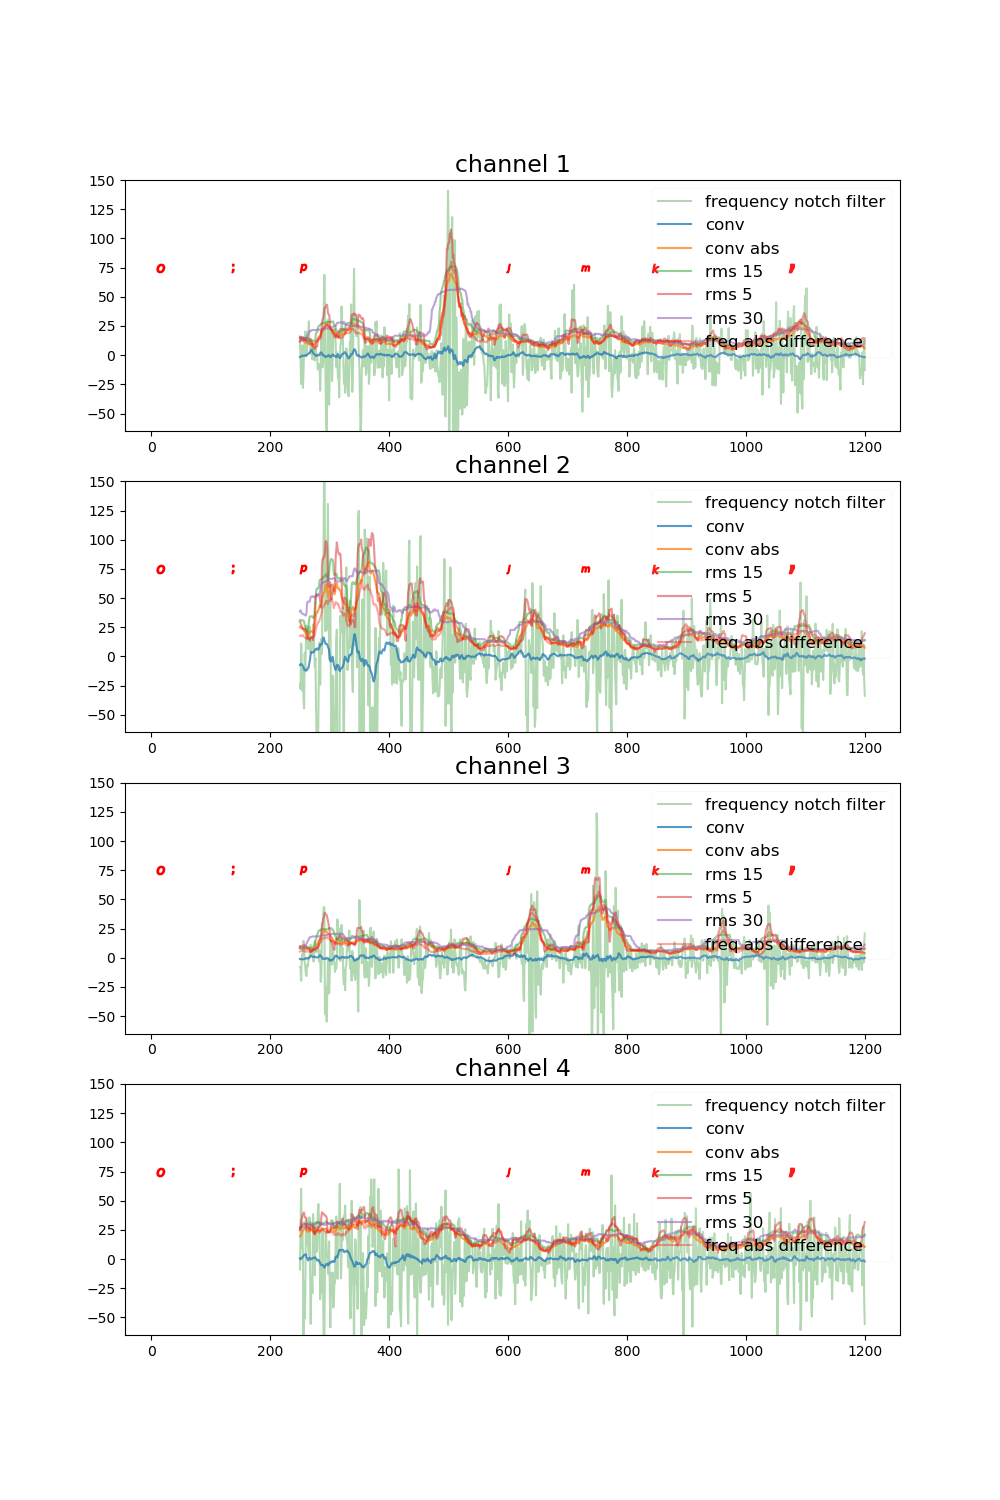 channel 1
150
125
100
75
50
25
0
−25
−50
o ; p j m k
frequency notch filter
conv
conv abs
rms 15
rms 5
rms 30
freq abs difference
0 200 400 600 800 1000 1200
channel 2
150
125
100
75
50
25
0
−25
−50
o ; p j m k
frequency notch filter
conv
conv abs
rms 15
rms 5
rms 30
freq abs difference
0 200 400 600 800 1000 1200
channel 3
150
125
100
75
50
25
0
−25
−50
o ; p j m k
frequency notch filter
conv
conv abs
rms 15
rms 5
rms 30
freq abs difference
0 200 400 600 800 1000 1200
channel 4
150
125
100
75
50
25
0
−25
−50
o ; p j m k
frequency notch filter
conv
conv abs
rms 15
rms 5
rms 30
freq abs difference
0 200 400 600 800 1000 1200